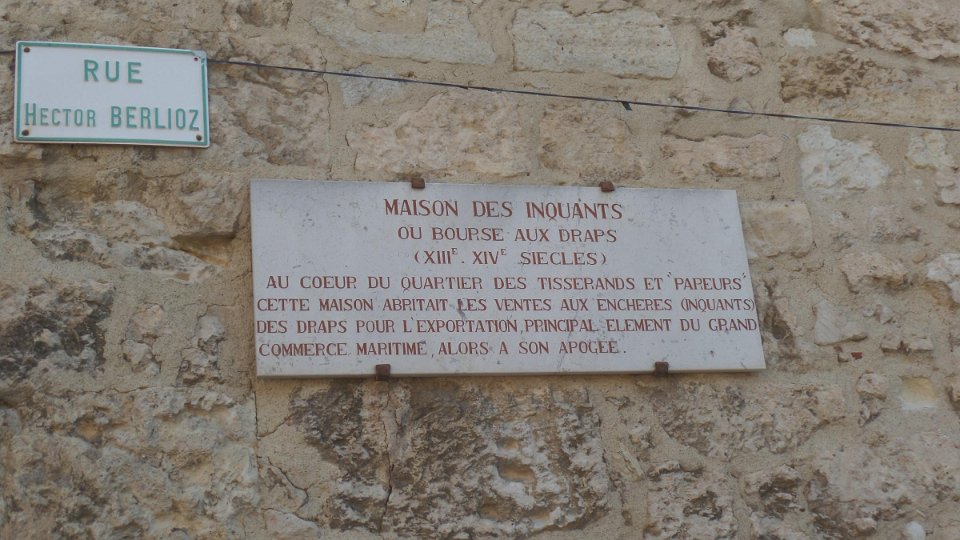 RUE
HECTOR BERLIOZ
MAISON DES INQUANTS
OU BOURSE AUX DRAPS
(XIIIE. XIVE SIECLES)
AU COEUR DU QUARTIER DES TISSERANDS ET "PAREURS"
CETTE MAISON ABRITAIT LES VENTES AUX ENCHERES (INQUANTS)
DES DRAPS POUR L'EXPORTATION, PRINCIPAL ELEMENT DU GRAND
COMMERCE MARITIME, ALORS A SON APOGEE.